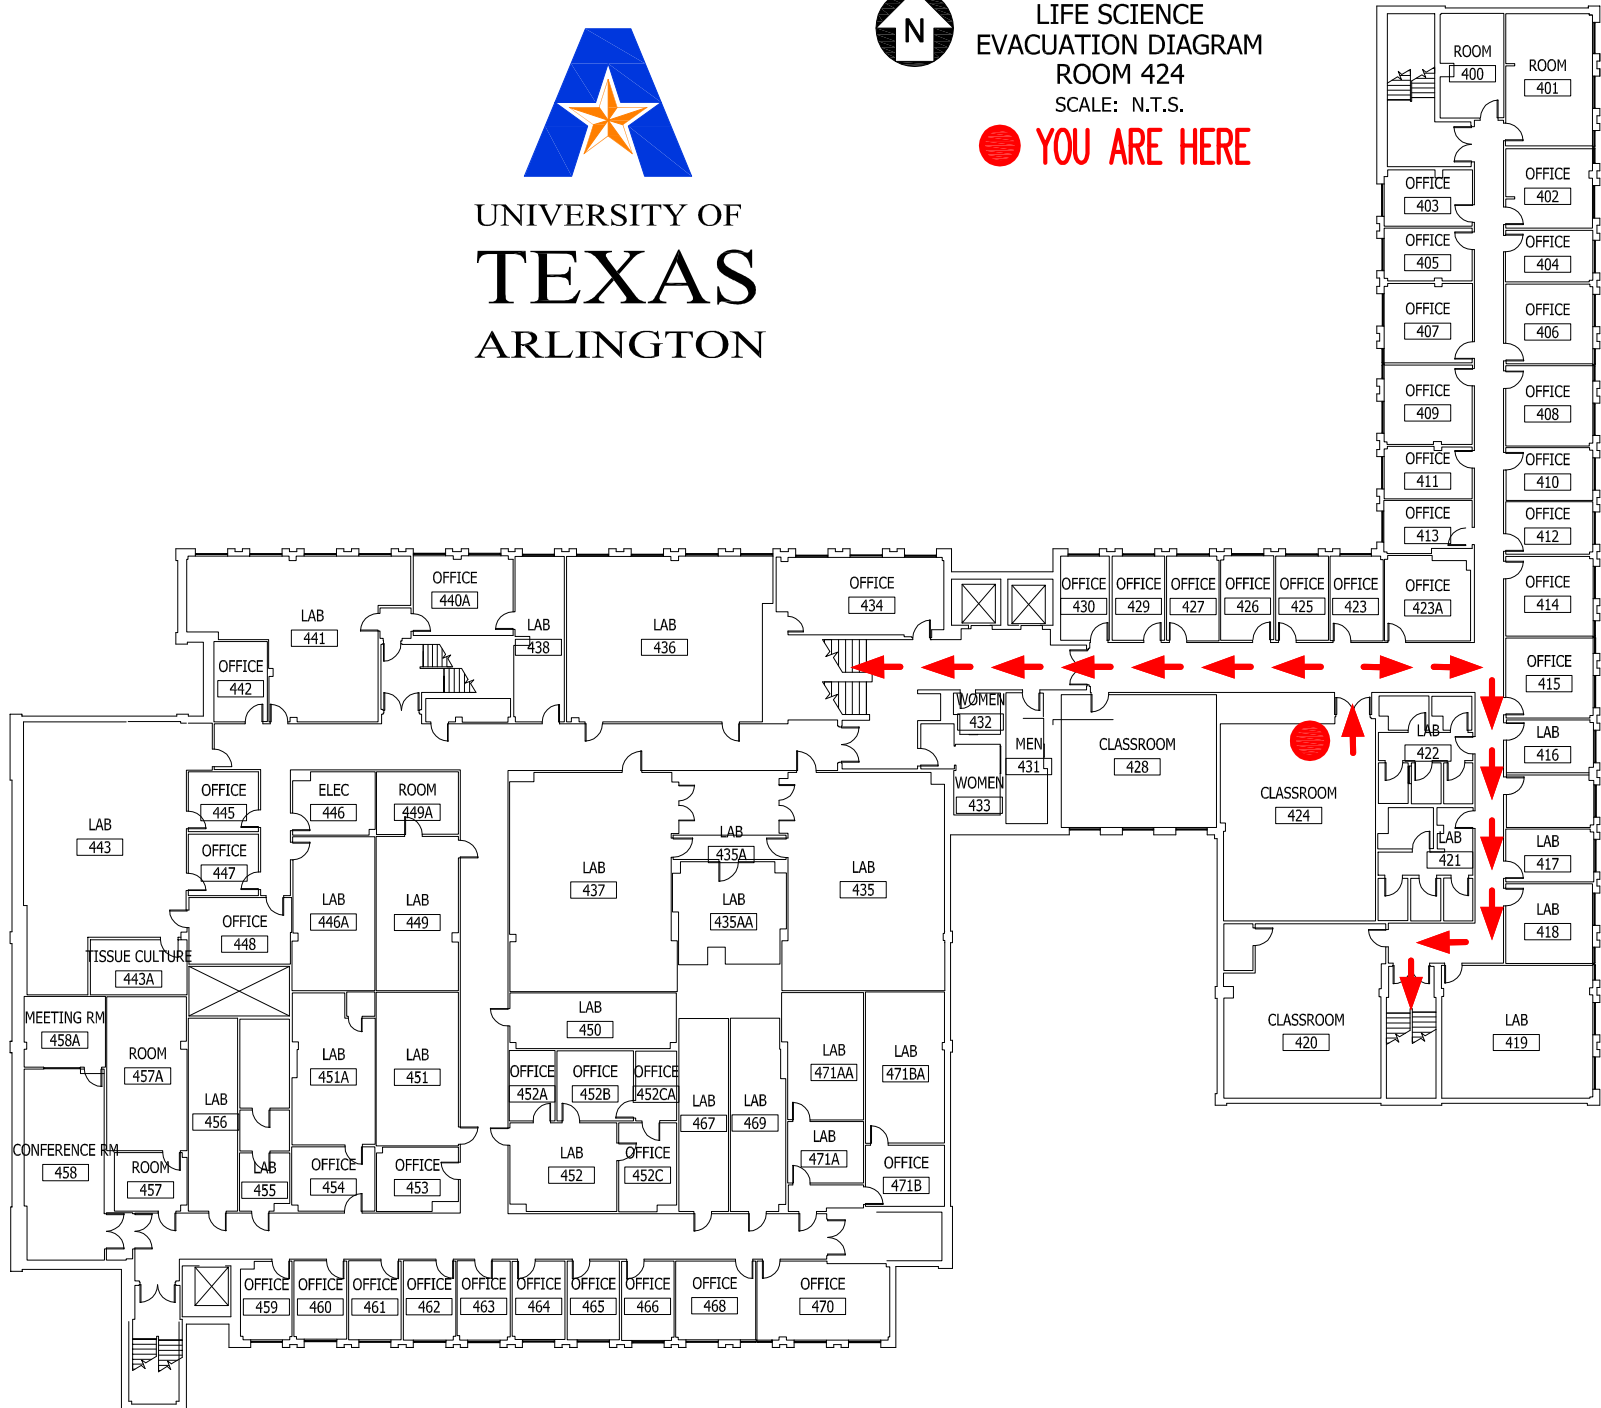 N
LIFE SCIENCE
EVACUATION DIAGRAM
ROOM 424
SCALE: N.T.S.
YOU ARE HERE
UNIVERSITY OF
TEXAS
ARLINGTON
ROOM
400
ROOM
401
OFFICE
402
OFFICE
403
OFFICE
404
OFFICE
405
OFFICE
406
OFFICE
407
OFFICE
408
OFFICE
409
OFFICE
410
OFFICE
411
OFFICE
412
OFFICE
413
OFFICE
414
OFFICE
415
LAB
416
LAB
417
LAB
418
LAB
419
CLASSROOM
420
LAB
421
LAB
422
OFFICE
423A
OFFICE
423
CLASSROOM
424
OFFICE
425
OFFICE
426
OFFICE
427
CLASSROOM
428
OFFICE
429
OFFICE
430
MEN
431
WOMEN
432
WOMEN
433
OFFICE
434
LAB
435
LAB
435A
LAB
435AA
LAB
436
LAB
437
LAB
438
OFFICE
440A
LAB
441
OFFICE
442
LAB
443
TISSUE CULTURE
443A
OFFICE
445
ELEC
446
LAB
446A
OFFICE
447
OFFICE
448
LAB
449
ROOM
449A
LAB
450
LAB
451
LAB
451A
LAB
452
OFFICE
452A
OFFICE
452B
OFFICE
452C
OFFICE
452CA
OFFICE
453
OFFICE
454
LAB
455
LAB
456
ROOM
457
ROOM
457A
CONFERENCE RM
458
MEETING RM
458A
OFFICE
459
OFFICE
460
OFFICE
461
OFFICE
462
OFFICE
463
OFFICE
464
OFFICE
465
OFFICE
466
LAB
467
OFFICE
468
LAB
469
OFFICE
470
LAB
471A
LAB
471AA
OFFICE
471B
LAB
471BA